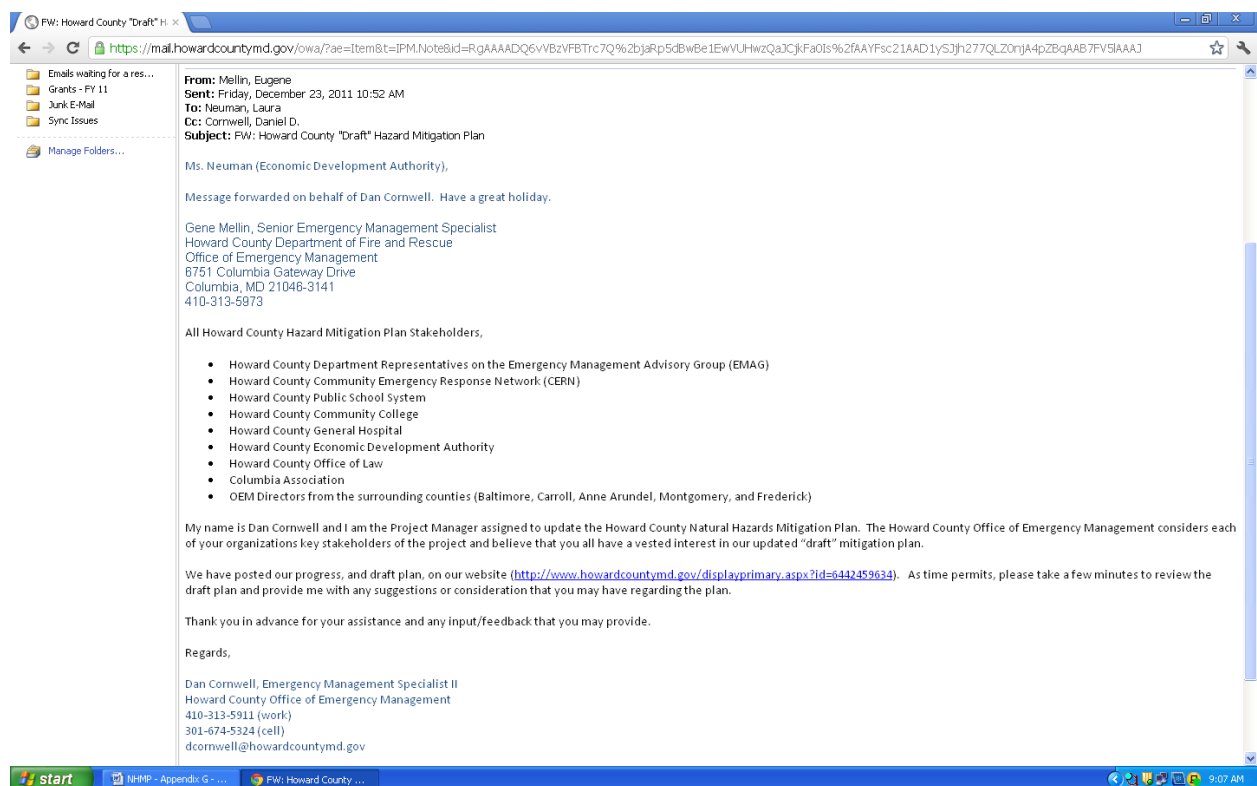 FW: Howard County "Draft" H
https://mail.howardcountymd.gov/owa/?ae=Item&t=IPM.Note&id=RgAAAADQ6vVBzVFBTrc7Q%2bjaRp5dBwBe1EwVUHwzQaJCjkFa0Is%2fAAYFsc21AAD1ySJjh277QLZ0njA4pZBqAAB7FV5lAAAJ
Emails waiting for a res...
Grants - FY 11
Junk E-Mail
Sync Issues
Manage Folders...
From: Mellin, Eugene
Sent: Friday, December 23, 2011 10:52 AM
To: Neuman, Laura
Cc: Cornwell, Daniel D.
Subject: FW: Howard County "Draft" Hazard Mitigation Plan
Ms. Neuman (Economic Development Authority),
Message forwarded on behalf of Dan Cornwell.  Have a great holiday.
Gene Mellin, Senior Emergency Management Specialist
Howard County Department of Fire and Rescue
Office of Emergency Management
6751 Columbia Gateway Drive
Columbia, MD 21046-3141
410-313-5973
All Howard County Hazard Mitigation Plan Stakeholders,
• Howard County Department Representatives on the Emergency Management Advisory Group (EMAG)
• Howard County Community Emergency Response Network (CERN)
• Howard County Public School System
• Howard County Community College
• Howard County General Hospital
• Howard County Economic Development Authority
• Howard County Office of Law
• Columbia Association
• OEM Directors from the surrounding counties (Baltimore, Carroll, Anne Arundel, Montgomery, and Frederick)
My name is Dan Cornwell and I am the Project Manager assigned to update the Howard County Natural Hazards Mitigation Plan.  The Howard County Office of Emergency Management considers each
of your organizations key stakeholders of the project and believe that you all have a vested interest in our updated “draft” mitigation plan.
We have posted our progress, and draft plan, on our website (http://www.howardcountymd.gov/displayprimary.aspx?id=6442459634).   As time permits, please take a few minutes to review the
draft plan and provide me with any suggestions or consideration that you may have regarding the plan.
Thank you in advance for your assistance and any input/feedback that you may provide.
Regards,
Dan Cornwell, Emergency Management Specialist II
Howard County Office of Emergency Management
410-313-5911 (work)
301-674-5324 (cell)
dcornwell@howardcountymd.gov
start
NHMP - Appendix G - ...
FW: Howard County ...
9:07 AM